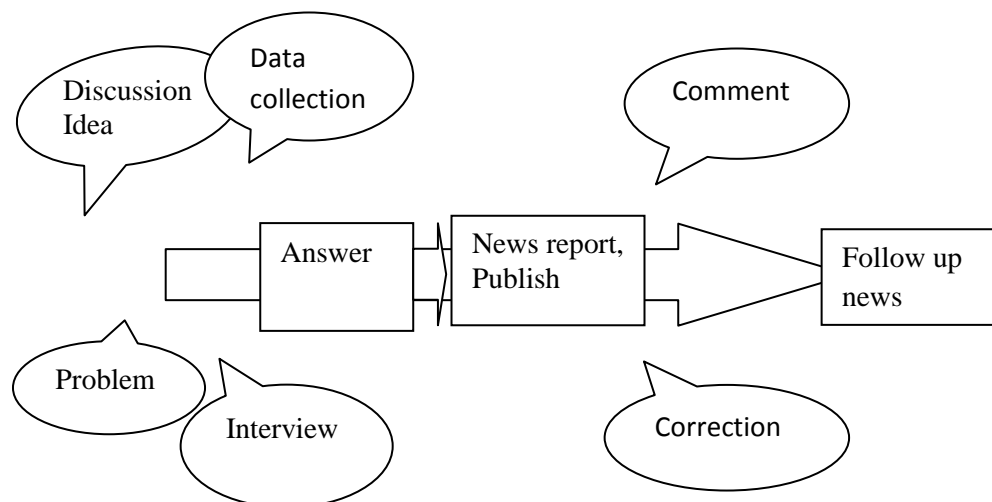 Discussion
Idea
Data
collection
Comment
Answer
News report,
Publish
Follow up
news
Problem
Interview
Correction